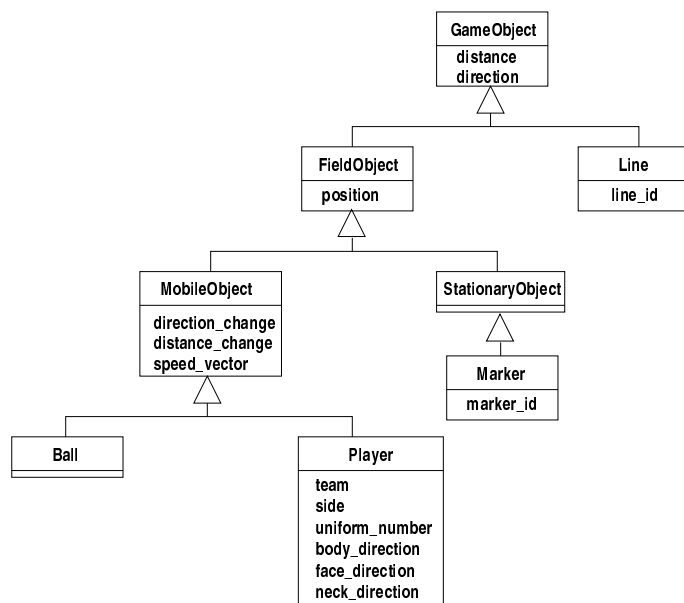 GameObject
distance
direction
FieldObject
position
Line
line_id
MobileObject
direction_change
distance_change
speed_vector
StationaryObject
Marker
marker_id
Ball
Player
team
side
uniform_number
body_direction
face_direction
neck_direction